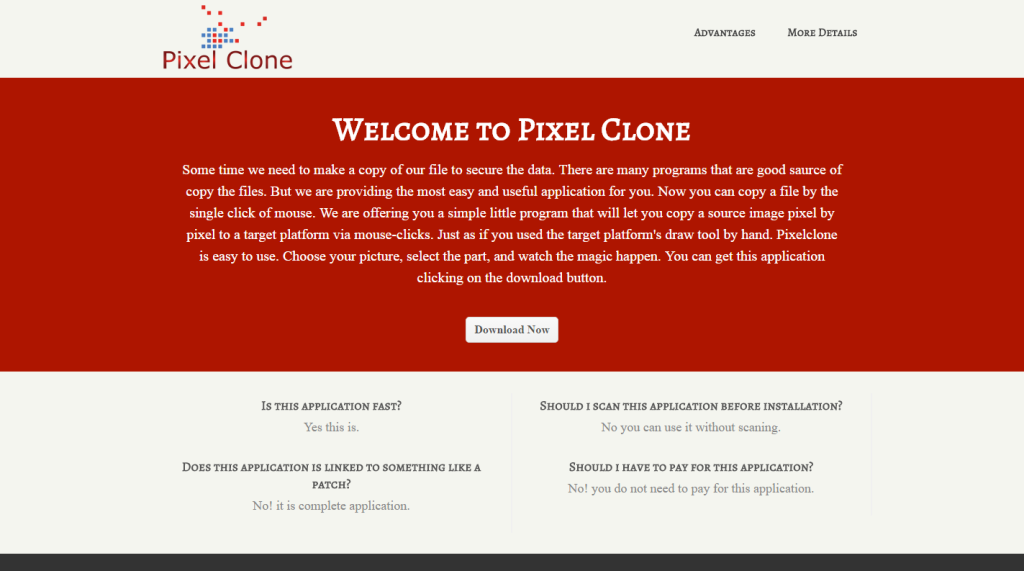 Pixel Clone
Advantages
More Details
Welcome to Pixel Clone
Some time we need to make a copy of our file to secure the data. There are many programs that are good saurce of
copy the files. But we are providing the most easy and useful application for you. Now you can copy a file by the
single click of mouse. We are offering you a simple little program that will let you copy a source image pixel by
pixel to a target platform via mouse-clicks. Just as if you used the target platform's draw tool by hand. Pixelclone
is easy to use. Choose your picture, select the part, and watch the magic happen. You can get this application
clicking on the download button.
Download Now
Is this application fast?
Yes this is.
Does this application is linked to something like a
patch?
No! it is complete application.
Should I scan this application before installation?
No you can use it without scaning.
Should I have to pay for this application?
No! you do not need to pay for this application.